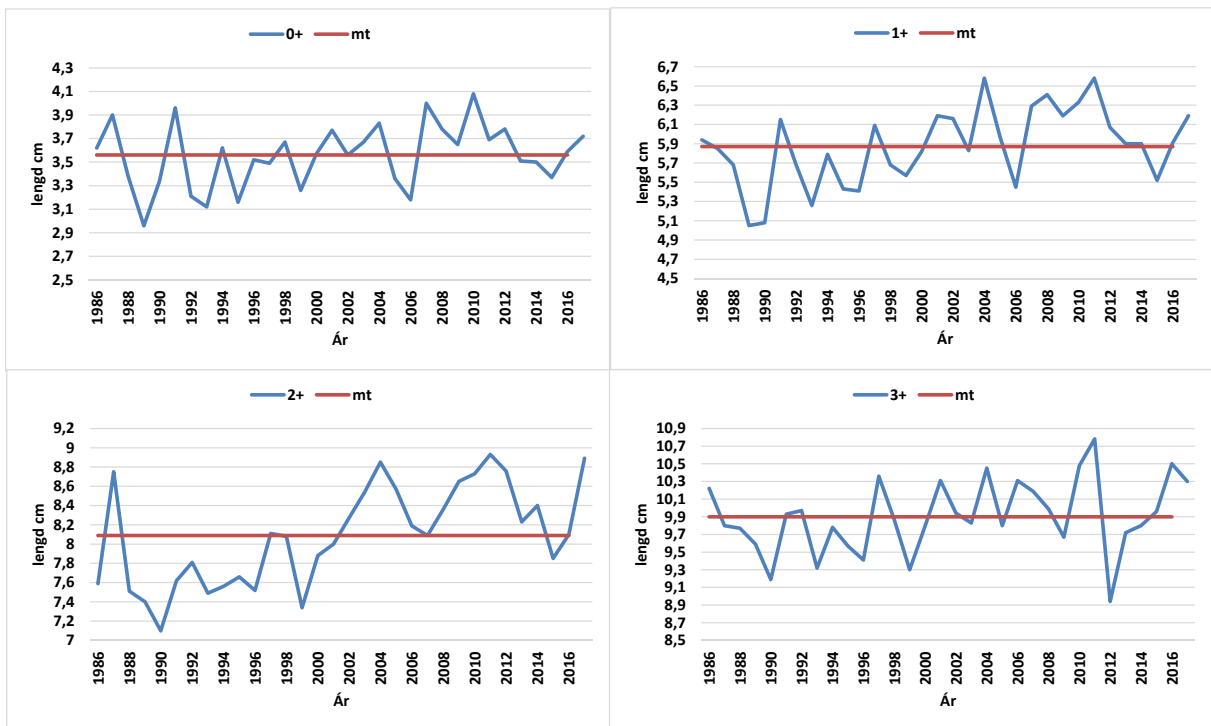 0+ mt
lengd cm
4,3
4,1
3,9
3,7
3,5
3,3
3,1
2,9
2,7
2,5
1986 1988 1990 1992 1994 1996 1998 2000 2002 2004 2006 2008 2010 2012 2014 2016
Ár
1+ mt
lengd cm
6,7
6,5
6,3
6,1
5,9
5,7
5,5
5,3
5,1
4,9
4,7
4,5
1986 1988 1990 1992 1994 1996 1998 2000 2002 2004 2006 2008 2010 2012 2014 2016
Ár
2+ mt
lengd cm
9,2
9
8,8
8,6
8,4
8,2
8
7,8
7,6
7,4
7,2
7
1986 1988 1990 1992 1994 1996 1998 2000 2002 2004 2006 2008 2010 2012 2014 2016
Ár
3+ mt
lengd cm
10,9
10,7
10,5
10,3
10,1
9,9
9,7
9,5
9,3
9,1
8,9
8,7
8,5
1986 1988 1990 1992 1994 1996 1998 2000 2002 2004 2006 2008 2010 2012 2014 2016
Ár